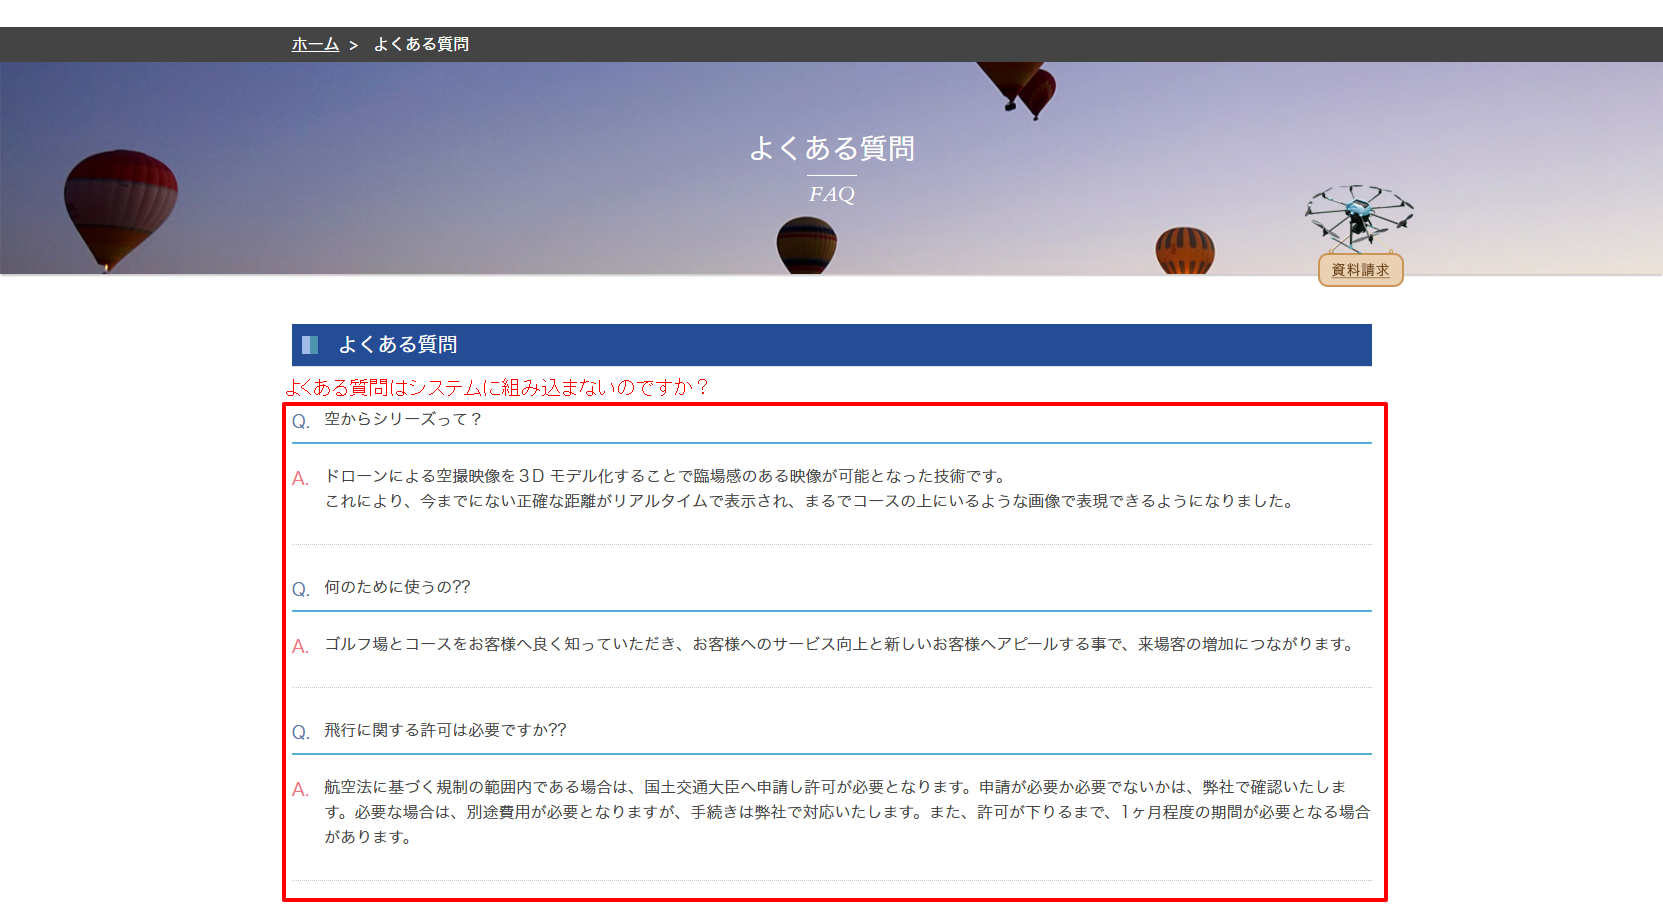 ホーム > よくある質問
よくある質問
FAQ
資料請求
よくある質問
よくある質問はシステムに組み込まないのですか？
Q. 空からシリーズって？
A. ドローンによる空撮映像を３D モデル化することで臨場感のある映像が可能となった技術です。
これにより、今までにない正確な距離がリアルタイムで表示され、まるでコースの上にいるような画像で表現できるようになりました。
Q. 何のために使うの??
A. ゴルフ場とコースをお客様へ良く知っていただき、お客様へのサービス向上と新しいお客様へアピールする事で、来場客の増加につながります。
Q. 飛行に関する許可は必要ですか??
A. 航空法に基づく規制の範囲内である場合は、国土交通大臣へ申請し許可が必要となります。申請が必要か必要でないかは、弊社で確認いたしま
す。必要な場合は、別途費用が必要となりますが、手続きは弊社で対応いたします。また、許可が下りるまで、1ヶ月程度の期間が必要となる場合
があります。